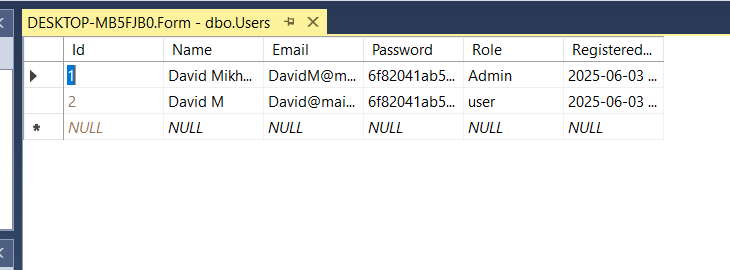 DESKTOP-MB5FJB0.Form - dbo.Users
Id Name Email Password Role Registered...
1 David Mikh... DavidM@m... 6f82041ab5... Admin 2025-06-03 ...
2 David M David@mai... 6f82041ab5... user 2025-06-03 ...
NULL NULL NULL NULL NULL NULL